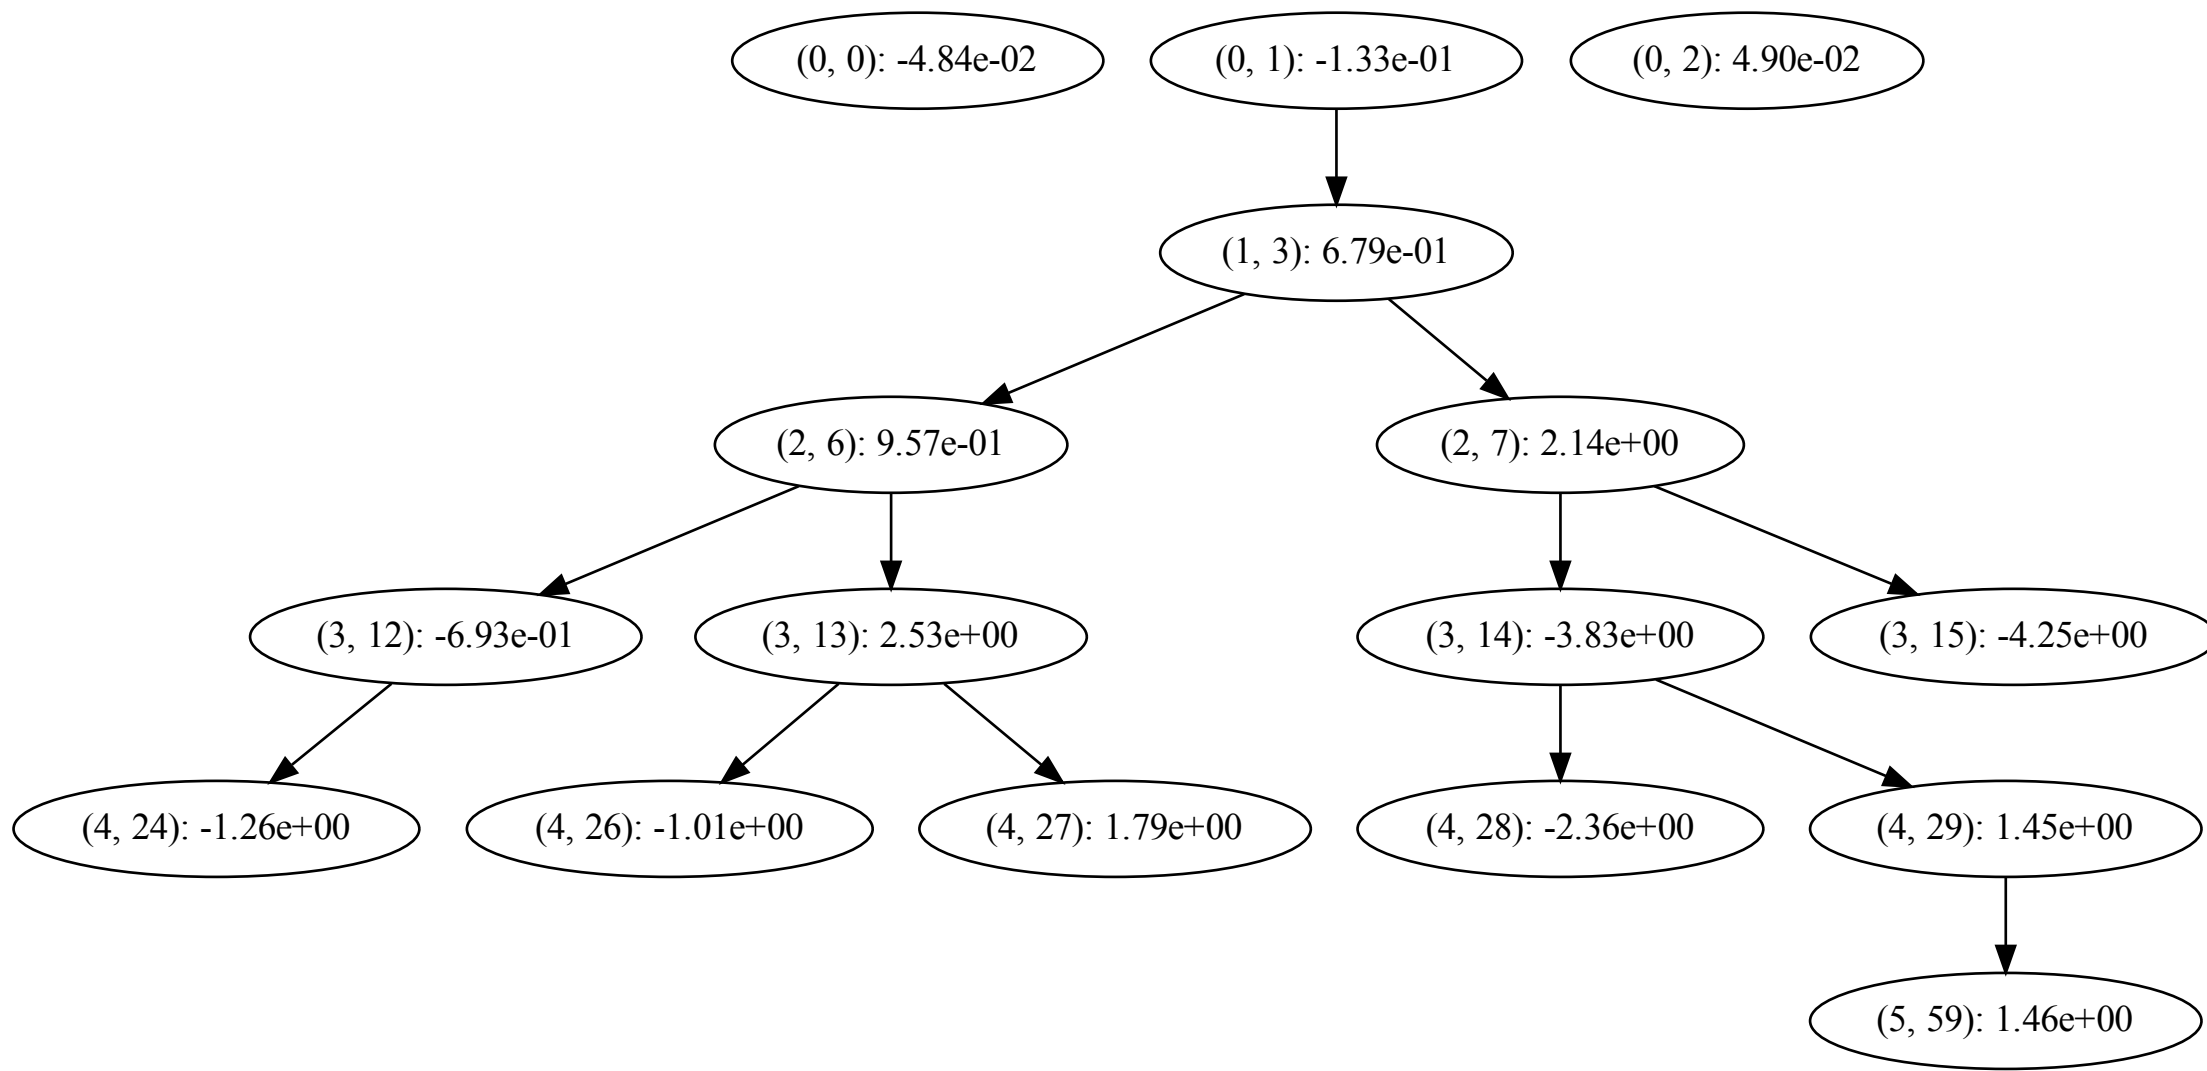 (0, 0): -4.84e-02
(0, 1): -1.33e-01
(0, 2): 4.90e-02
(1, 3): 6.79e-01
(2, 6): 9.57e-01
(2, 7): 2.14e+00
(3, 12): -6.93e-01
(3, 13): 2.53e+00
(3, 14): -3.83e+00
(3, 15): -4.25e+00
(4, 24): -1.26e+00
(4, 26): -1.01e+00
(4, 27): 1.79e+00
(4, 28): -2.36e+00
(4, 29): 1.45e+00
(5, 59): 1.46e+00